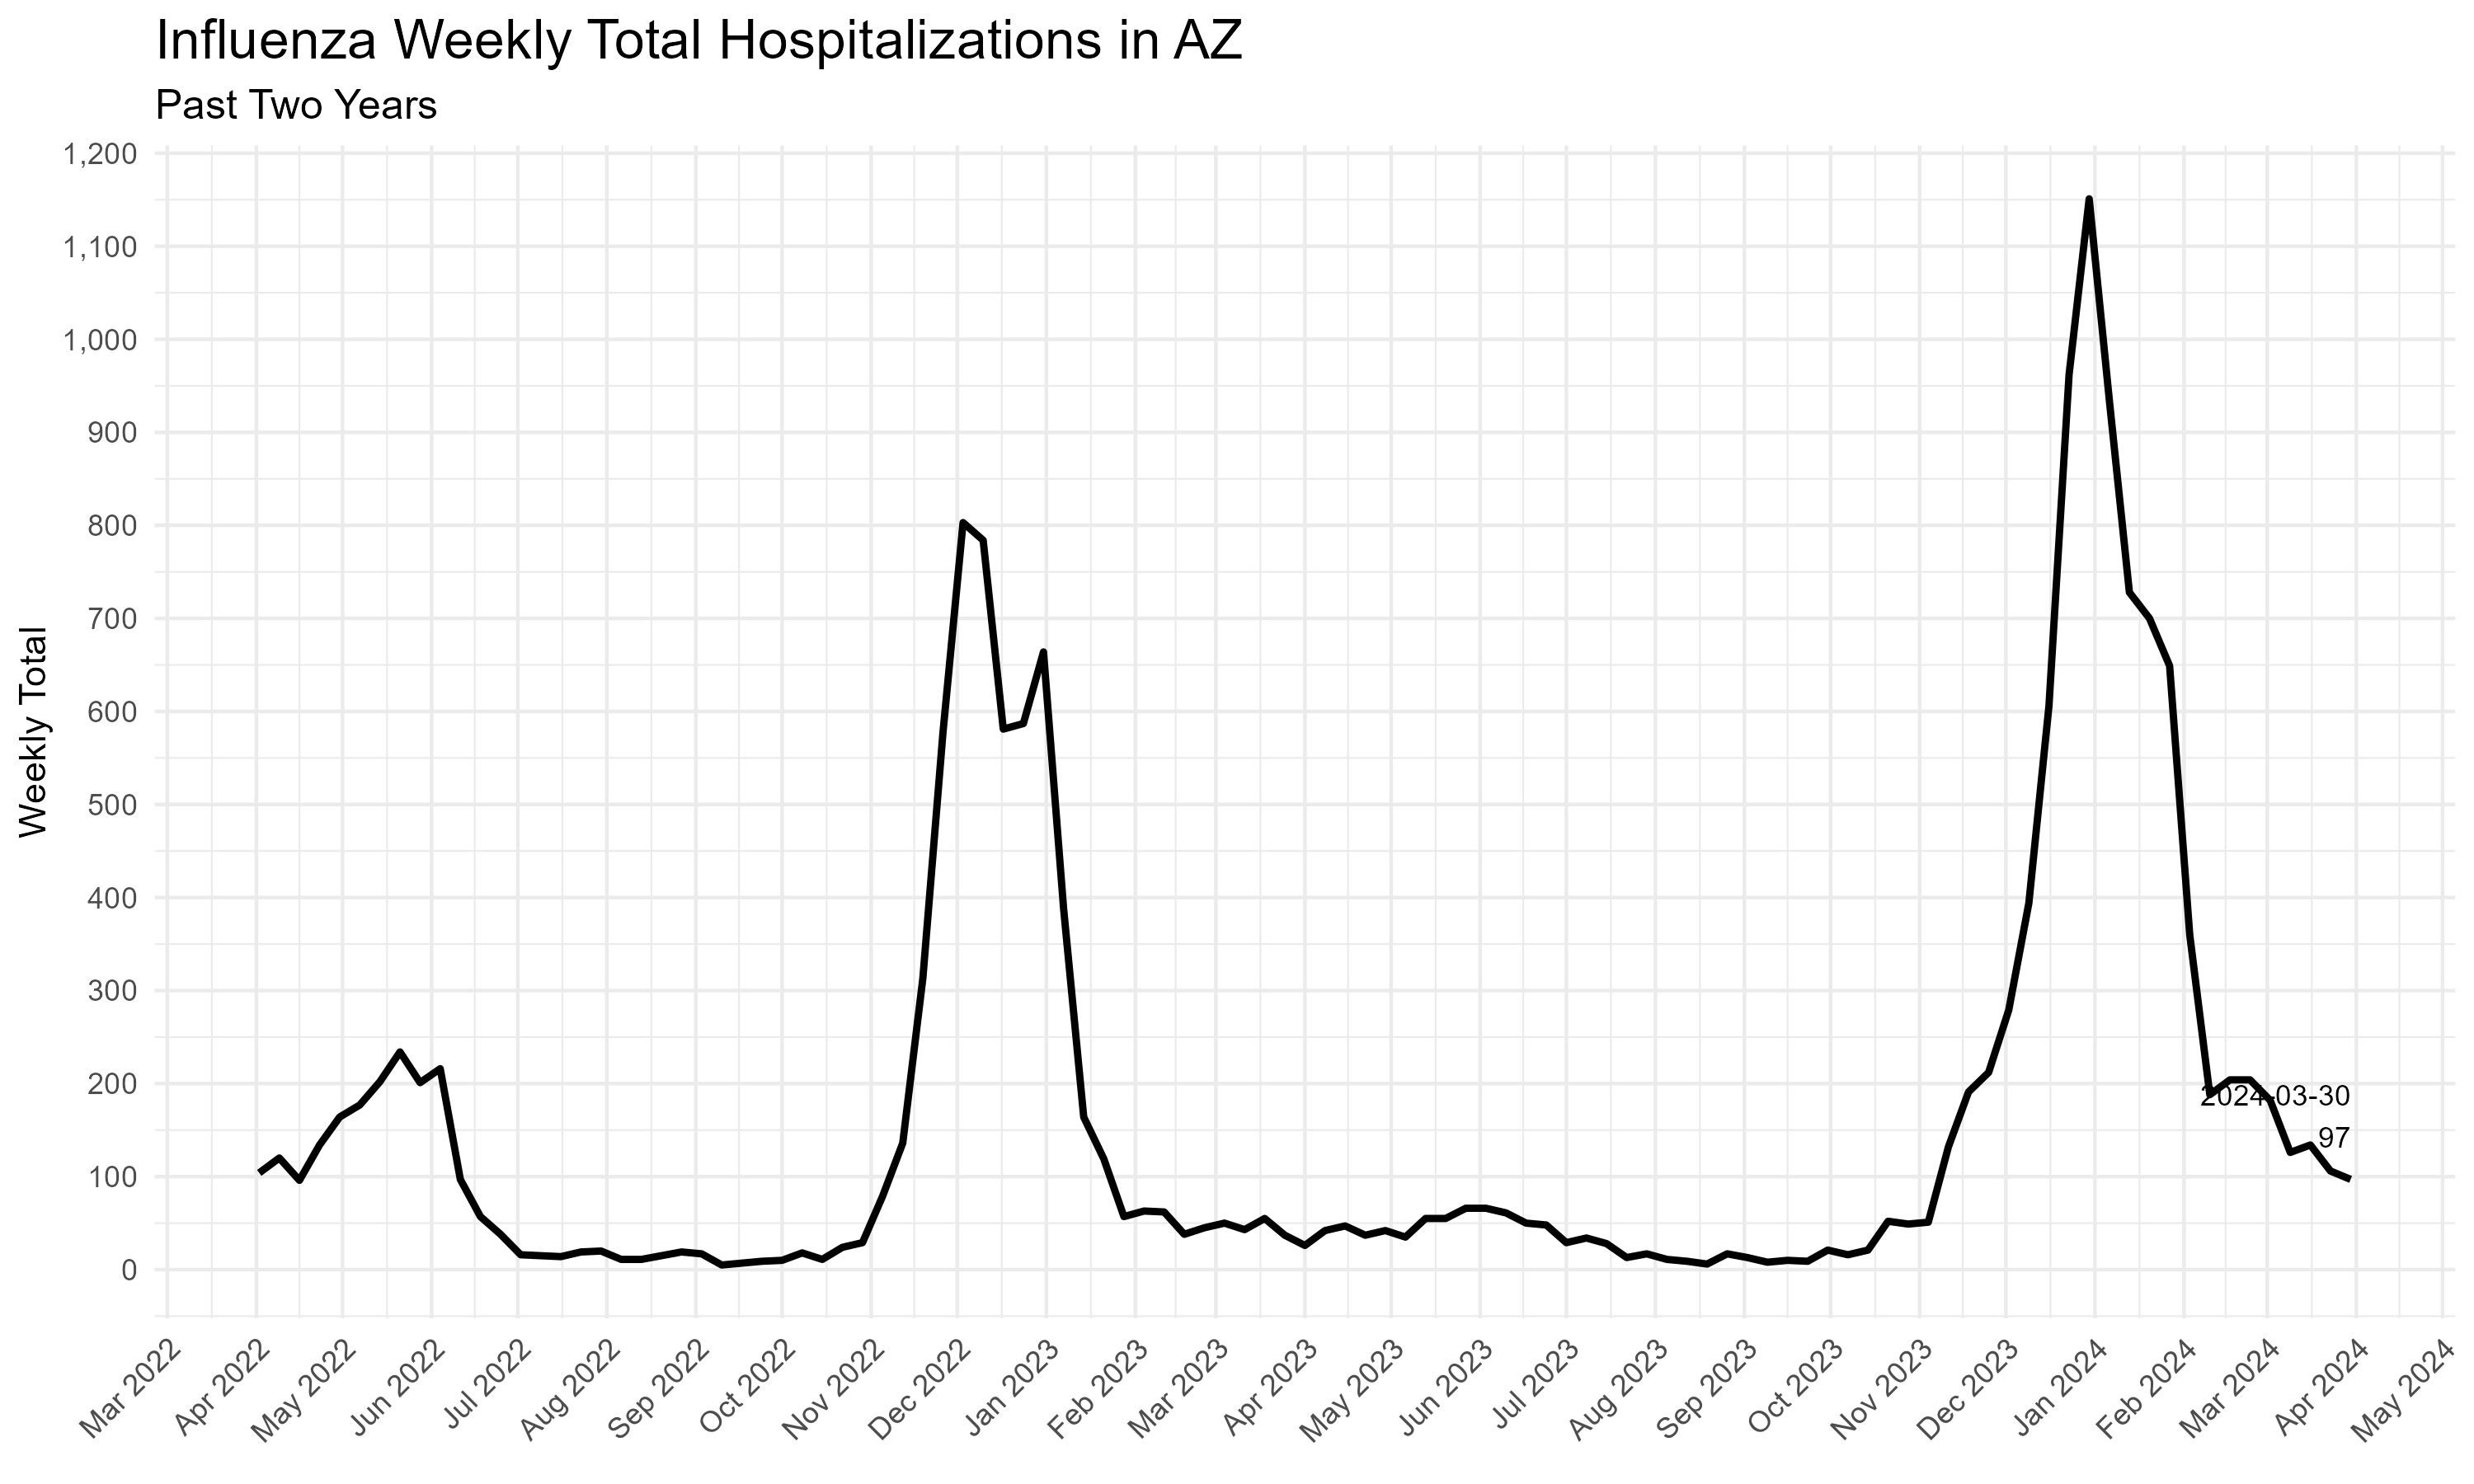 Influenza Weekly Total Hospitalizations in AZ
Past Two Years
Weekly Total
1,200
1,100
1,000
900
800
700
600
500
400
300
200
100
0
2024-03-30
97
Mar 2022
Apr 2022
May 2022
Jun 2022
Jul 2022
Aug 2022
Sep 2022
Oct 2022
Nov 2022
Dec 2022
Jan 2023
Feb 2023
Mar 2023
Apr 2023
May 2023
Jun 2023
Jul 2023
Aug 2023
Sep 2023
Oct 2023
Nov 2023
Dec 2023
Jan 2024
Feb 2024
Mar 2024
Apr 2024
May 2024